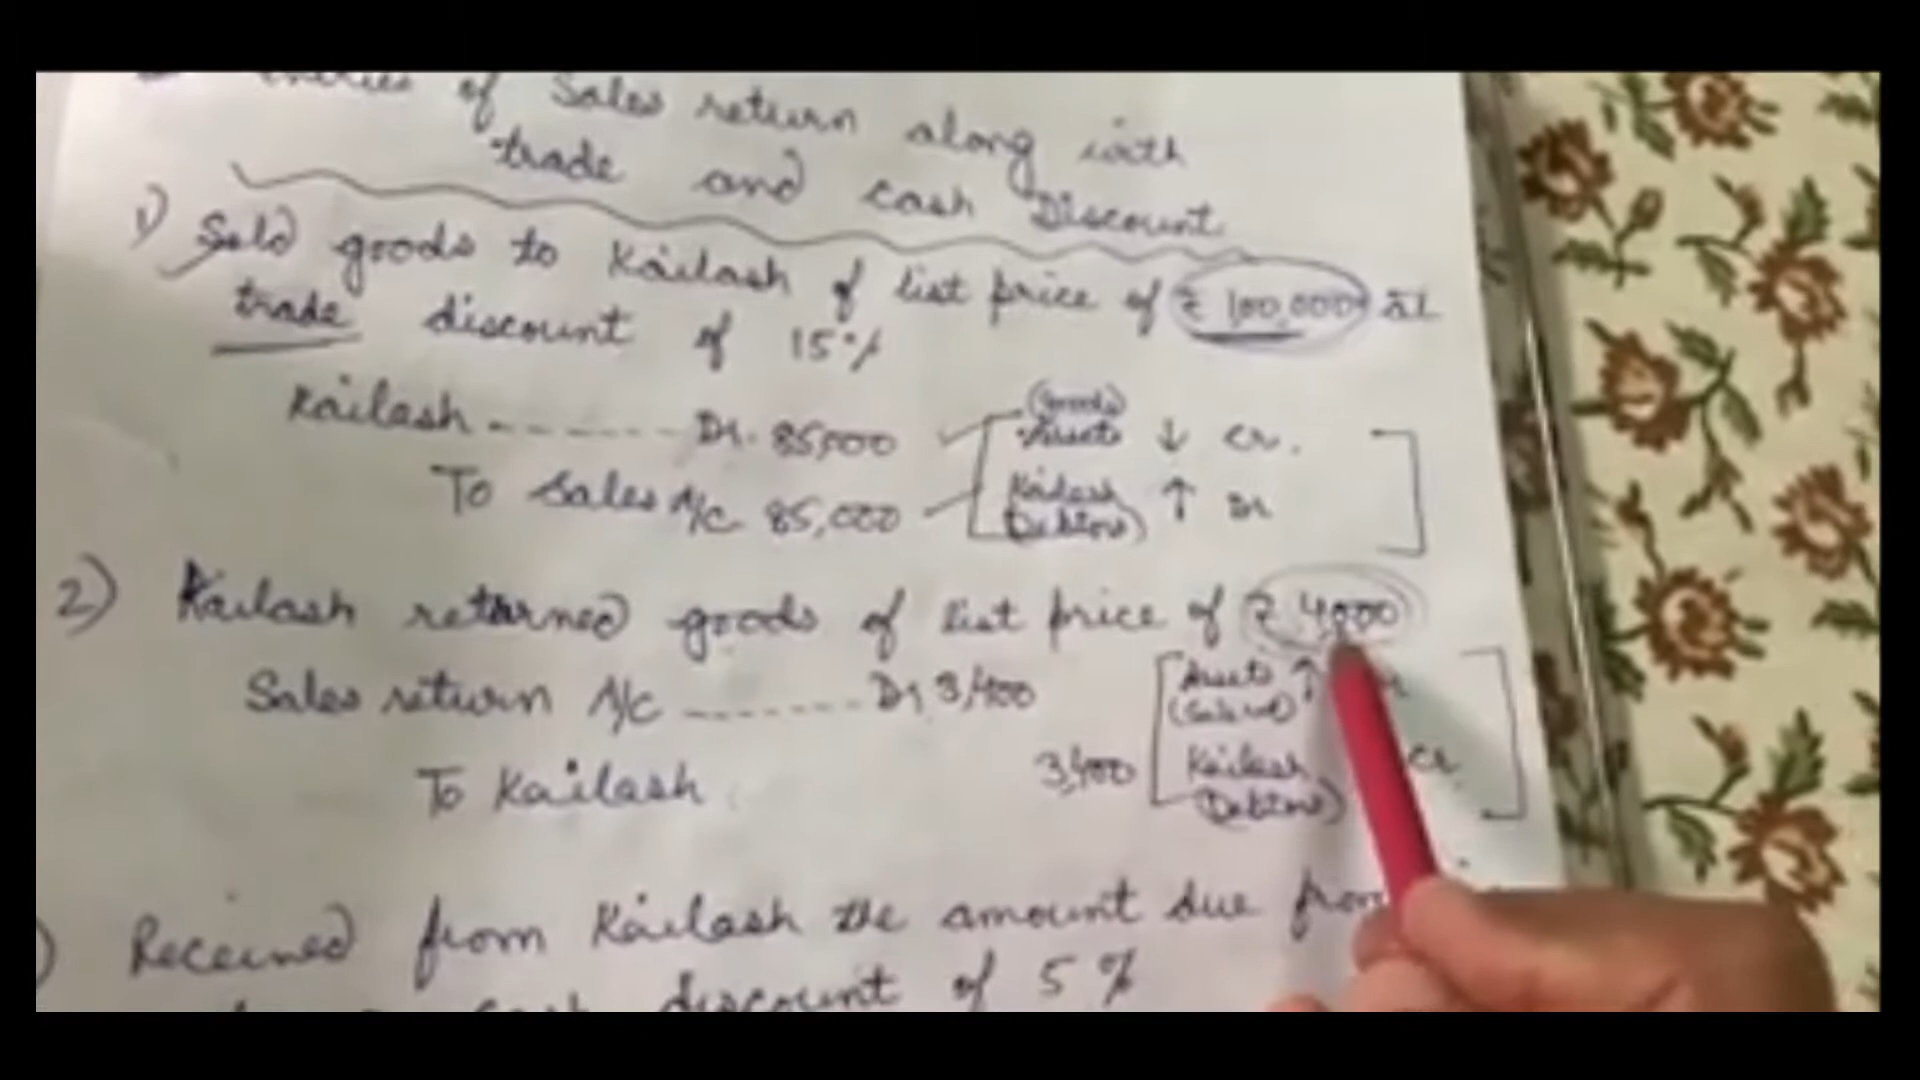 entries of Sales return along with
trade and cash Discount
1) Sold goods to Kailash of list price of ₹ 100,000 at
trade discount of 15%
Kailash ------- Dr. 85,000 (Goods) Assets ↓ Cr.
To Sales A/C 85,000 Kailash (Debtors) ↑ Dr
2) Kailash returned goods of list price of ₹ 4000
Sales return A/C ------- Dr 3,400 Assets ↑
To Kailash 3,400 Kailash (Debtors) Cr.
) Received from Kailash the amount due from
discount of 5%